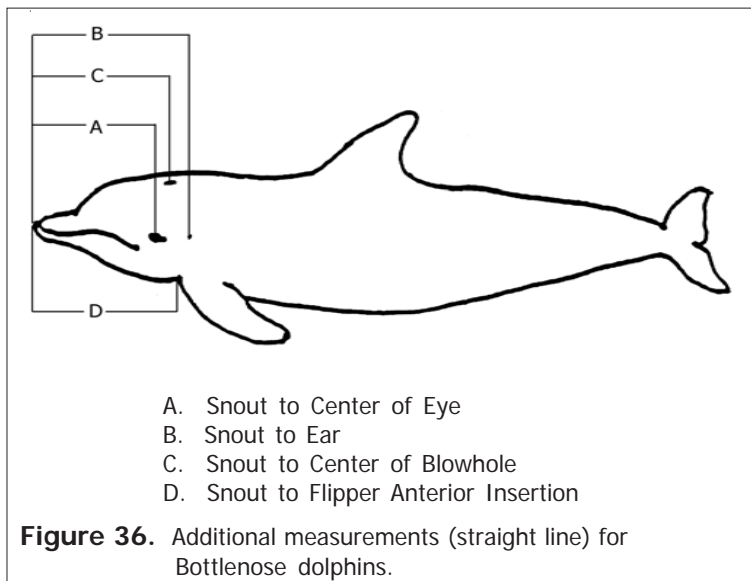 B
C
A
D
A. Snout to Center of Eye
B. Snout to Ear
C. Snout to Center of Blowhole
D. Snout to Flipper Anterior Insertion
Figure 36. Additional measurements (straight line) for
Bottlenose dolphins.